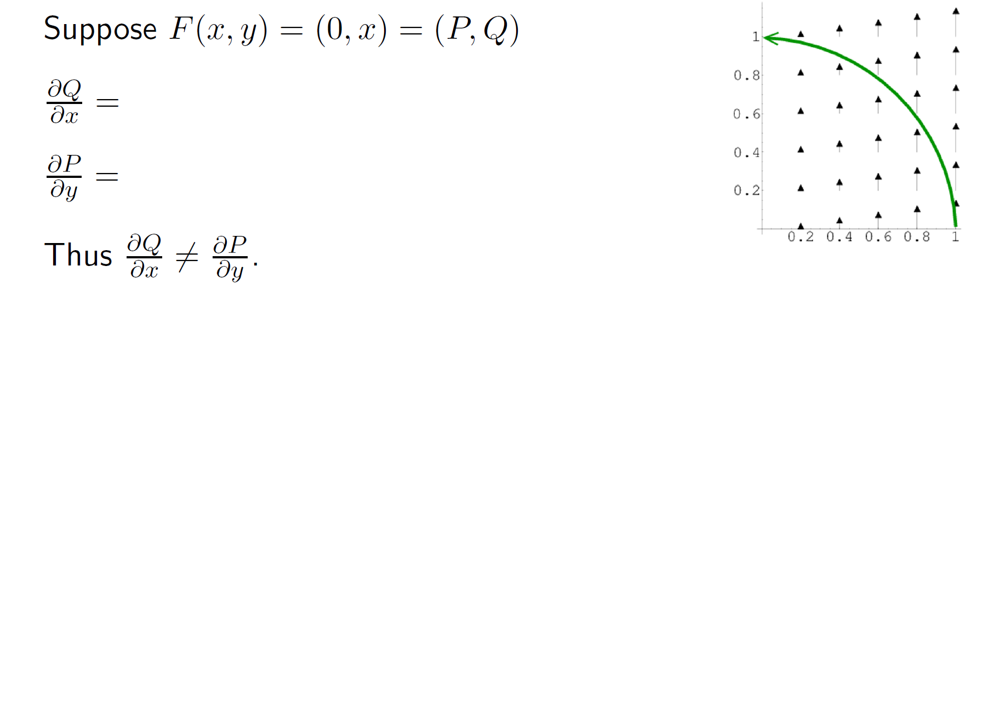 Suppose F(x, y) = (0, x) = (P, Q)
∂Q/∂x =
∂P/∂y =
Thus ∂Q/∂x ≠ ∂P/∂y.
1
0.8
0.6
0.4
0.2
0.2 0.4 0.6 0.8 1